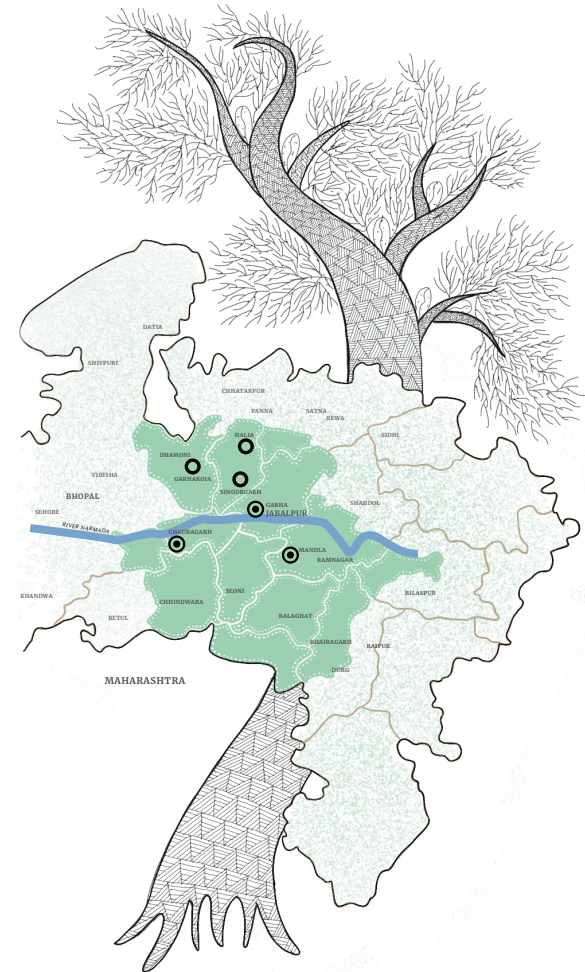 DATIA
SHIVPURI
CHHATARPUR
PANNA
SATNA
REWA
SIDHI
HALIA
DHAMONI
GARHAKOIA
VIDISHA
SINGORGARH
BHOPAL
SEHORE
GARHA
JABALPUR
SHAHDOL
RIVER NARMADA
CHAURAGARH
MANDLA
RAMNAGAR
KHANDWA
BETUL
CHHINDWARA
SEONI
BILASPUR
BALAGHAT
KHAIRAGARH
RAIPUR
DURG
MAHARASHTRA